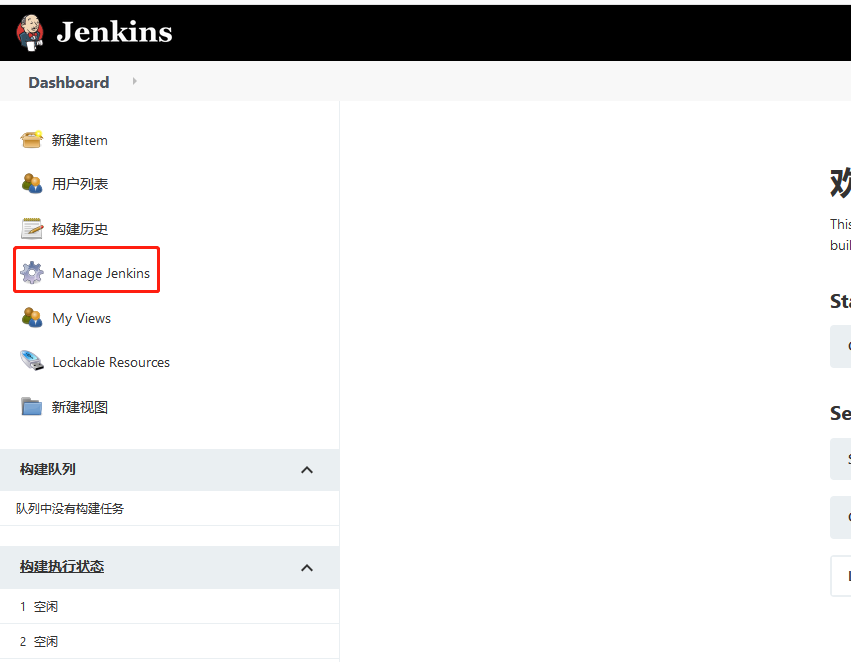 Jenkins
Dashboard
新建Item
用户列表
构建历史
Manage Jenkins
My Views
Lockable Resources
新建视图
构建队列
队列中没有构建任务
构建执行状态
1 空闲
2 空闲
欢
This
buil
Sta
Se